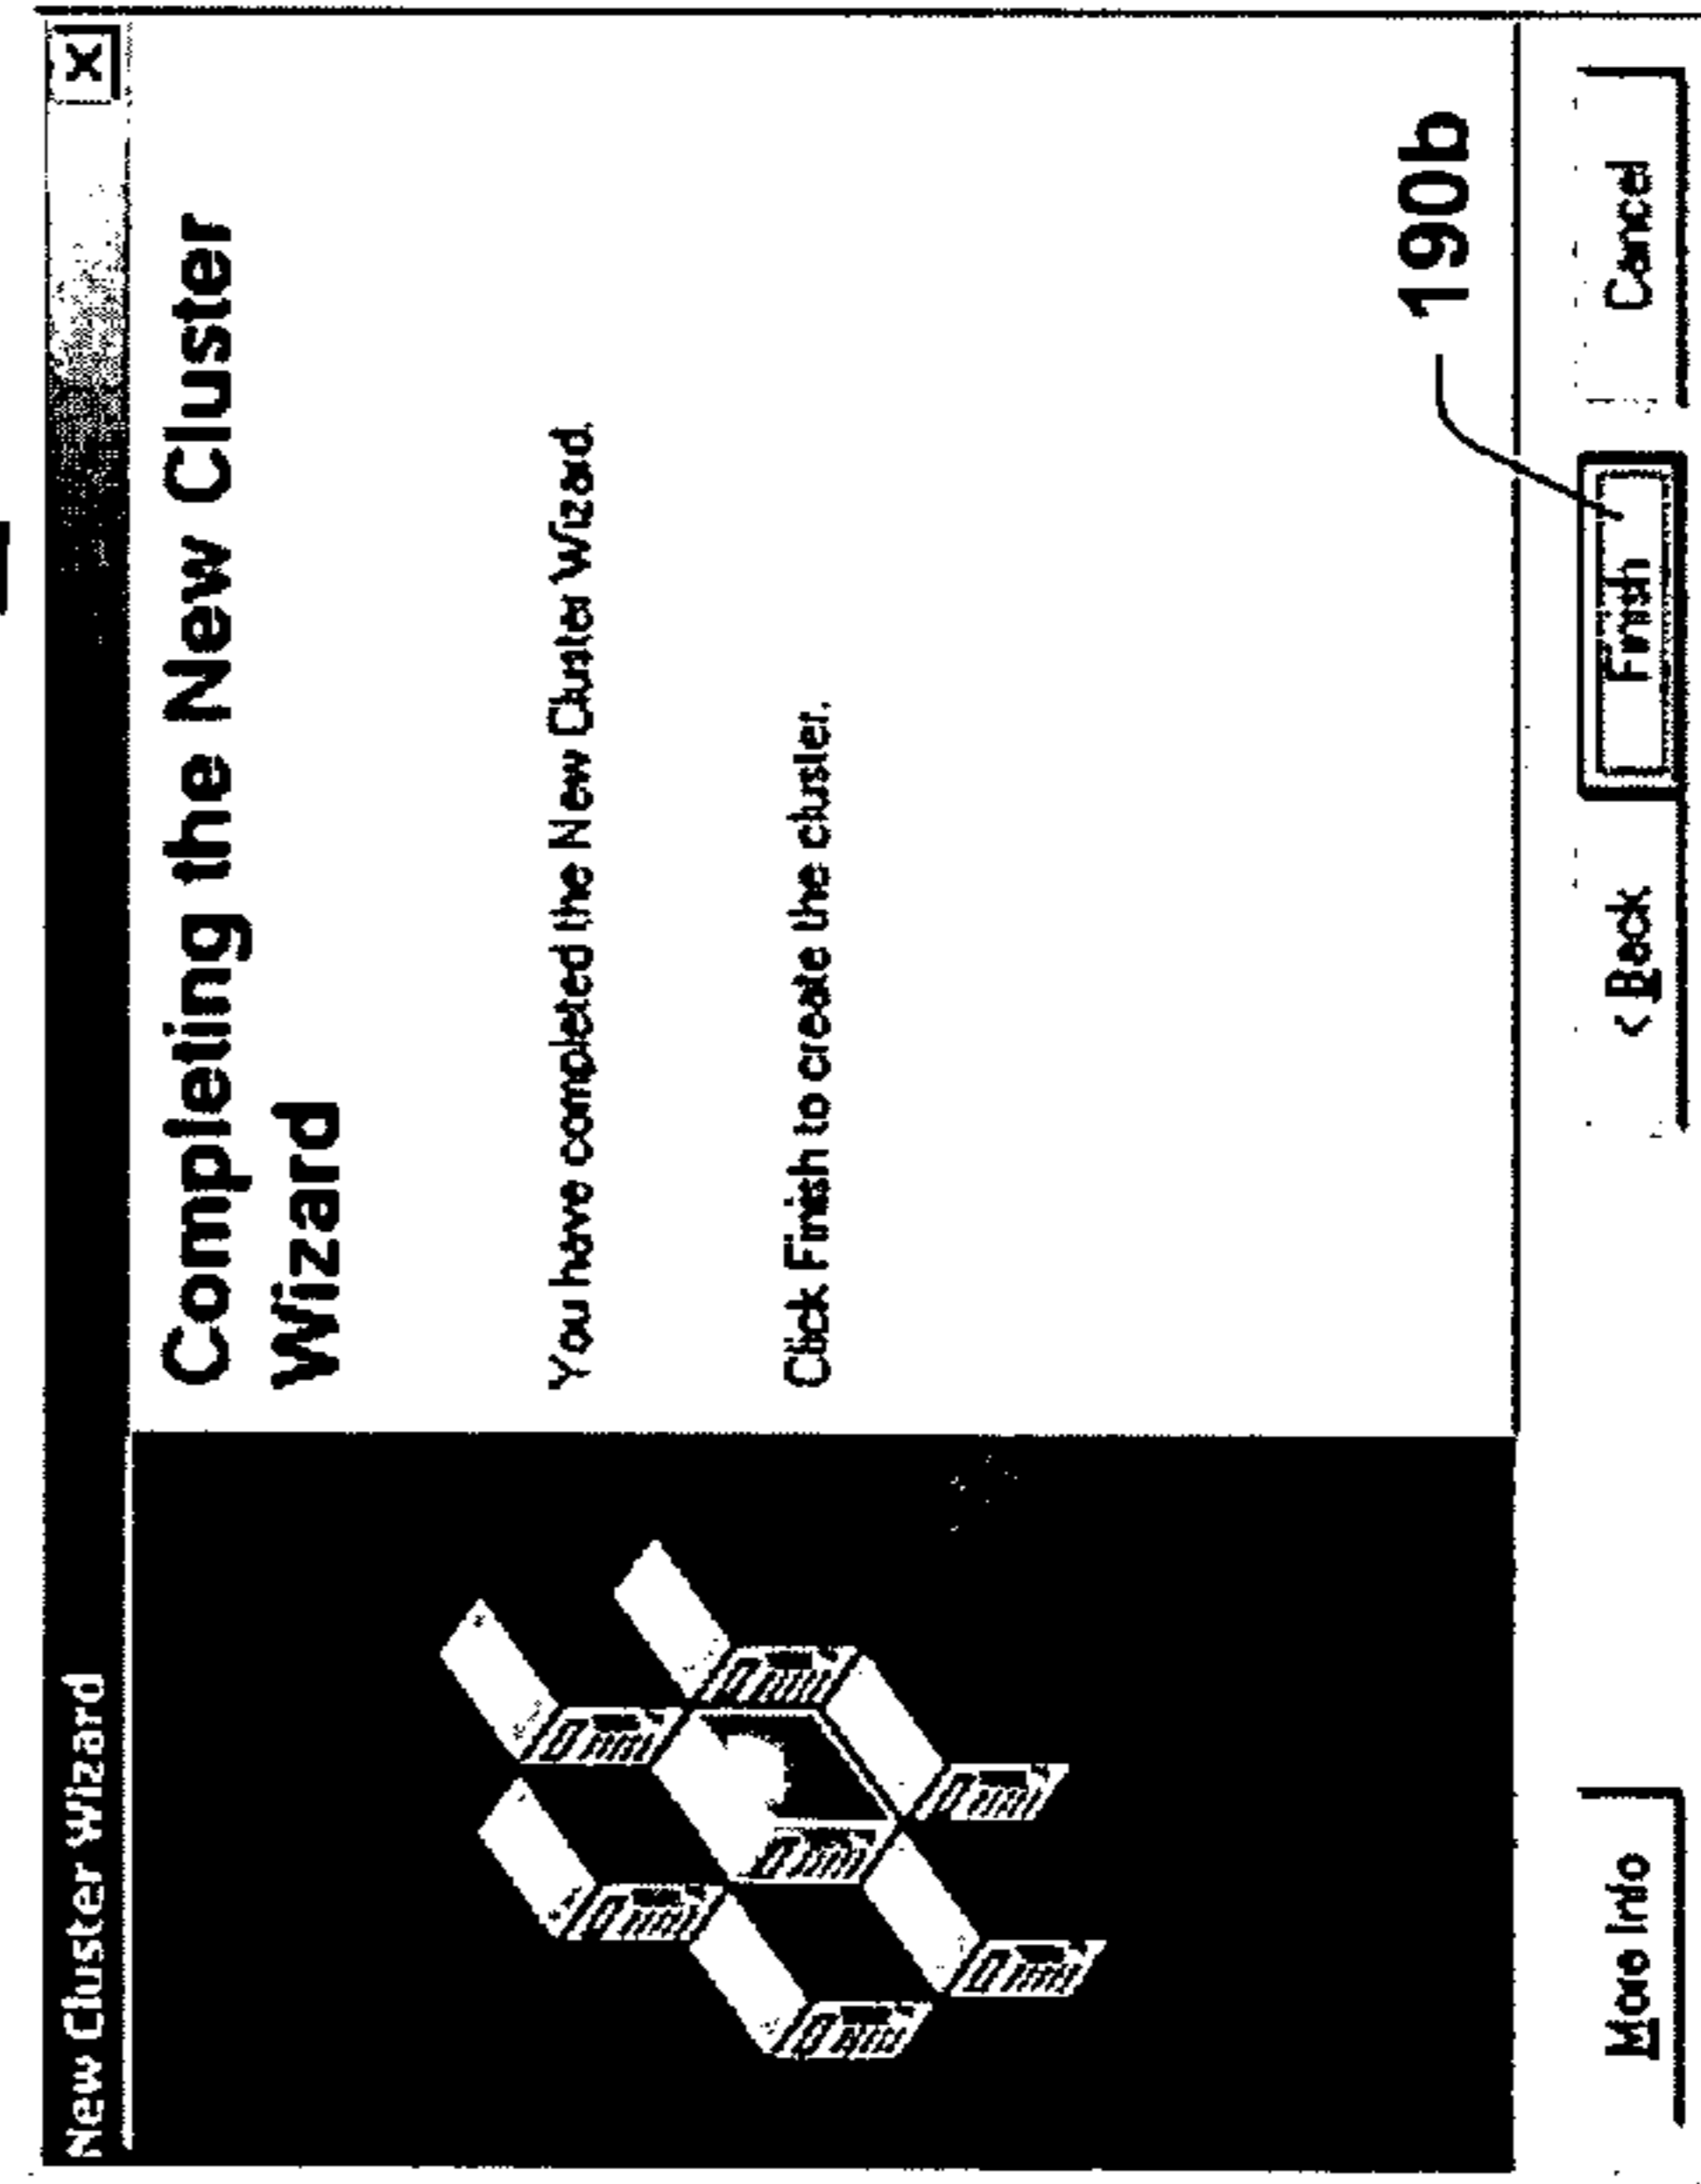 New Cluster Wizard
X
Completing the New Cluster
Wizard
You have completed the New Cluster Wizard.
Click Finish to create the cluster.
190b
More Info
< Back
Finish
Cancel